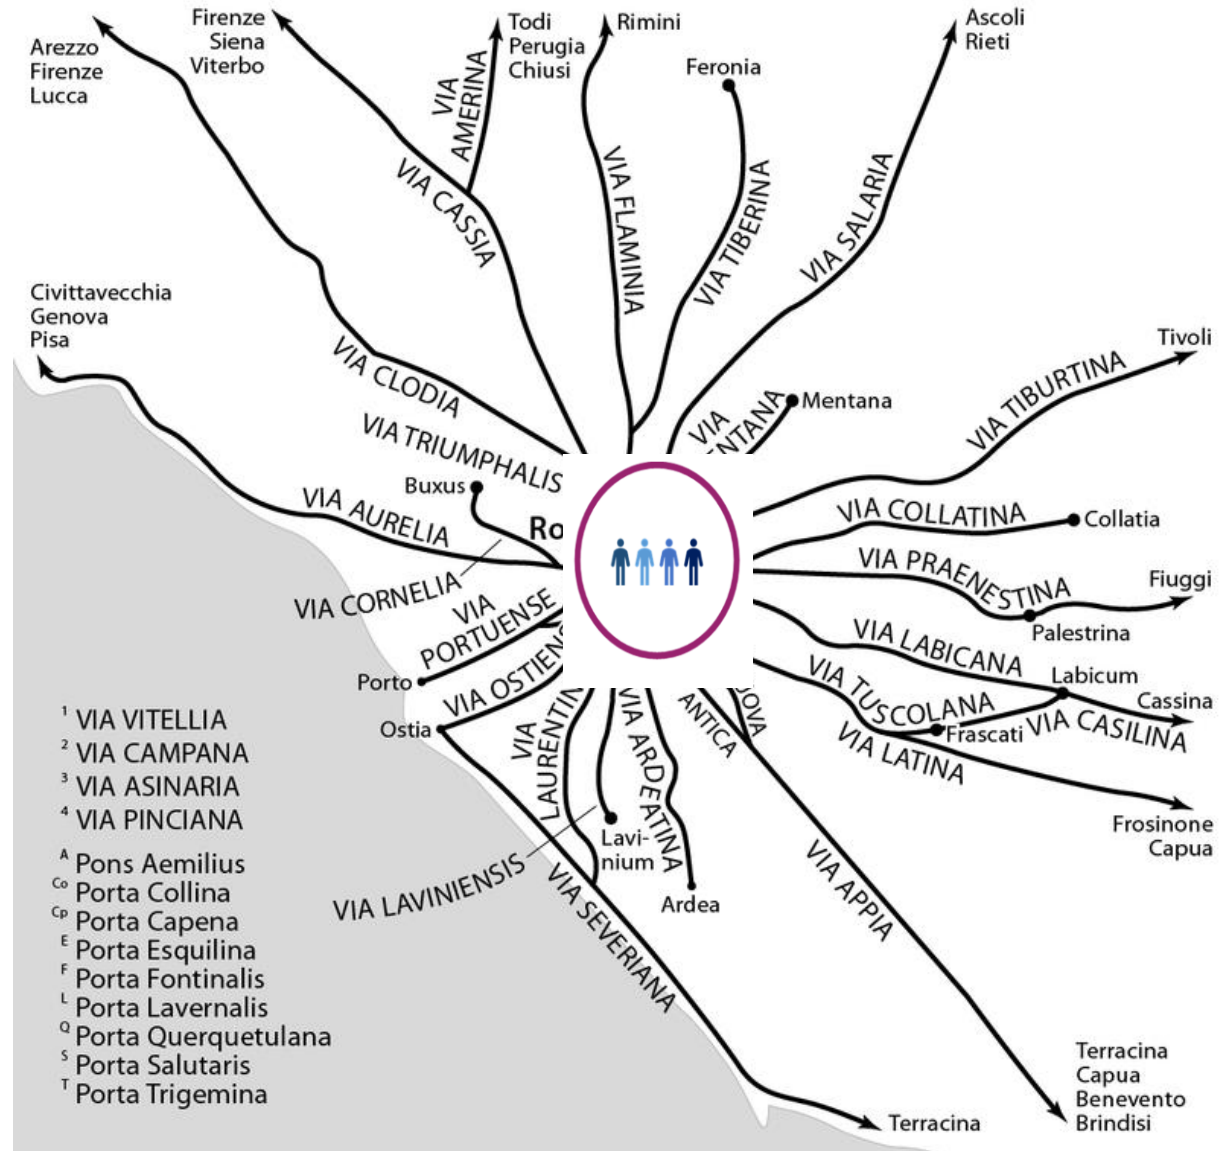 Arezzo
Firenze
Lucca
Firenze
Siena
Viterbo
VIA
AMERINA
Todi
Perugia
Chiusi
Rimini
Feronia
Ascoli
Rieti
VIA CASSIA
VIA FLAMINIA
VIA TIBERINA
VIA SALARIA
Civittavecchia
Genova
Pisa
VIA CLODIA
VIA
ENTANA
Mentana
VIA TIBURTINA
Tivoli
VIA TRIUMPHALIS
Buxus
VIA AURELIA
Ro
VIA COLLATINA
Collatia
VIA CORNELIA
VIA PRAENESTINA
Fiuggi
Palestrina
VIA
PORTUENSE
Porto
VIA OSTIENS
Ostia
VIA LABICANA
Labicum
Cassina
VIA TUSCOLANA
Frascati
VIA CASILINA
VIA LATINA
Frosinone
Capua
VIA
LAURENTIN
VIA ARDEATINA
ANTICA
OVA
Lavi-
nium
VIA LAVINIENSIS
Ardea
VIA APPIA
VIA SEVERIANA
Terracina
Terracina
Capua
Benevento
Brindisi
1 VIA VITELLIA
2 VIA CAMPANA
3 VIA ASINARIA
4 VIA PINCIANA
A Pons Aemilius
Co Porta Collina
Cp Porta Capena
E Porta Esquilina
F Porta Fontinalis
L Porta Lavernalis
Q Porta Querquetulana
S Porta Salutaris
T Porta Trigemina